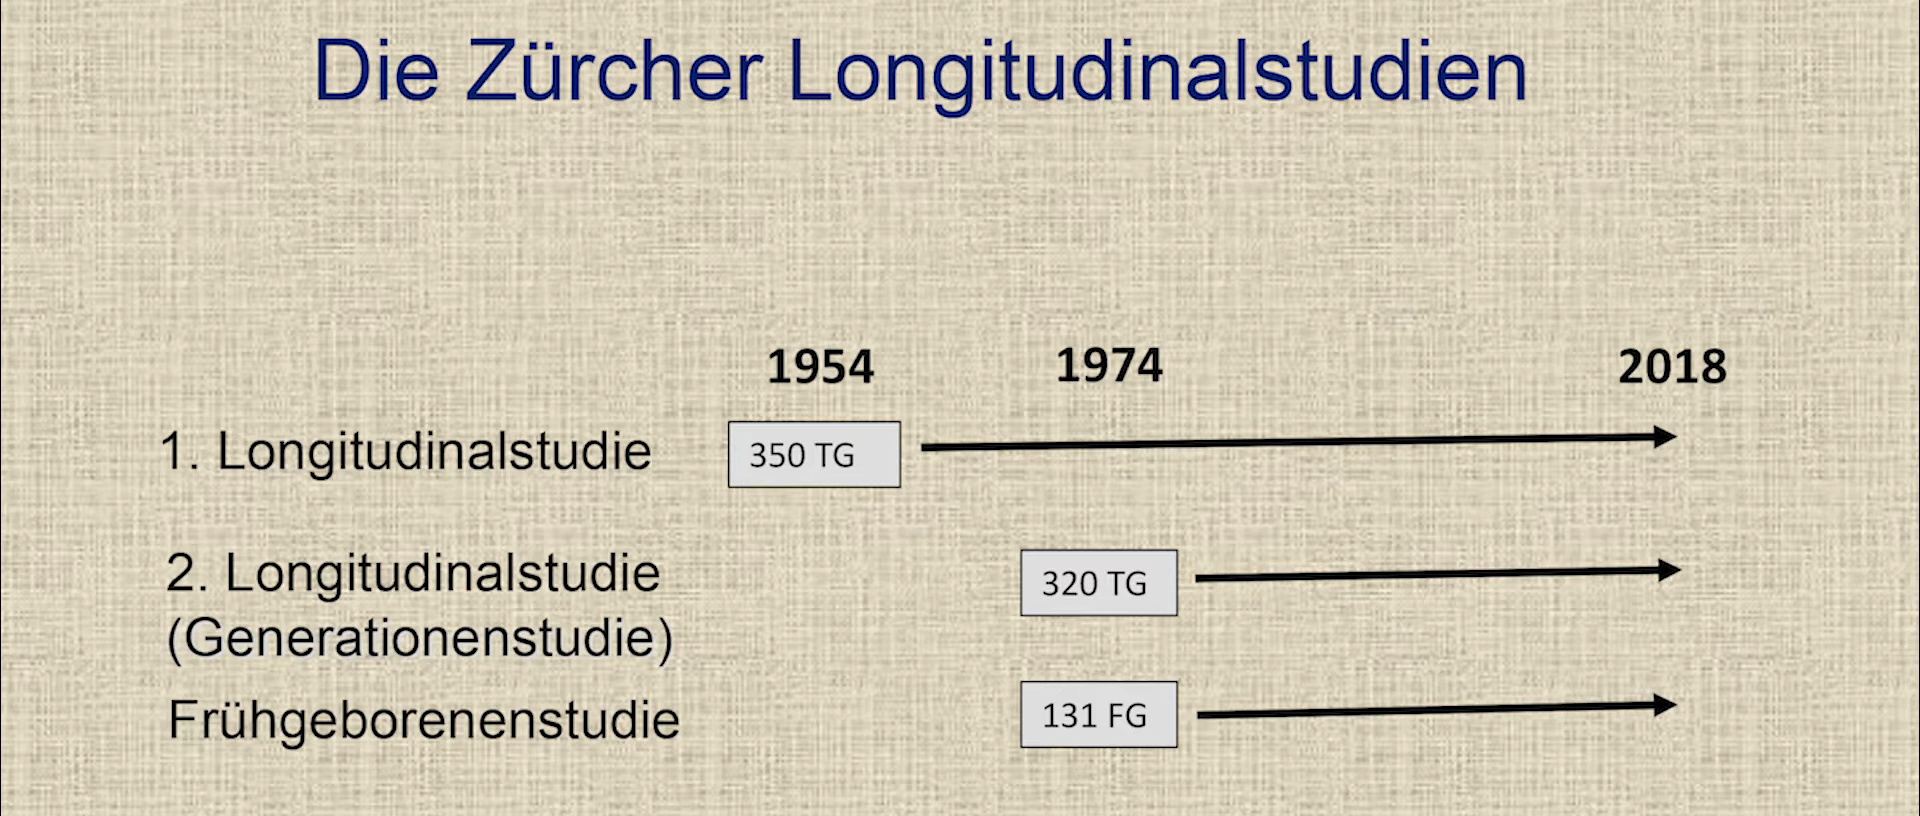 Die Zürcher Longitudinalstudien
1954 1974 2018
1. Longitudinalstudie 350 TG
2. Longitudinalstudie
(Generationenstudie) 320 TG
Frühgeborenenstudie 131 FG